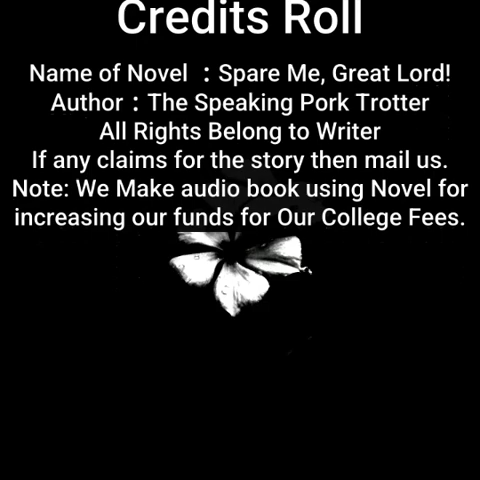 Credits Roll
Name of Novel : Spare Me, Great Lord!
Author : The Speaking Pork Trotter
All Rights Belong to Writer
If any claims for the story then mail us.
Note: We Make audio book using Novel for
increasing our funds for Our College Fees.